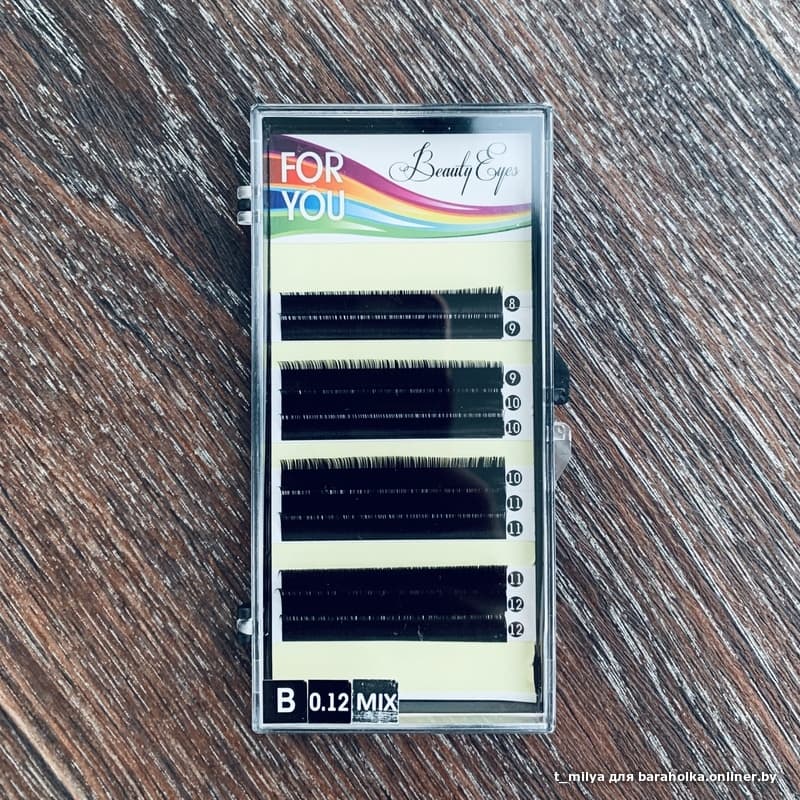 FOR
YOU
Beauty Eyes
8
9
9
10
10
10
11
11
11
12
12
B 0.12 MIX
t_milya для baraholka.onliner.by